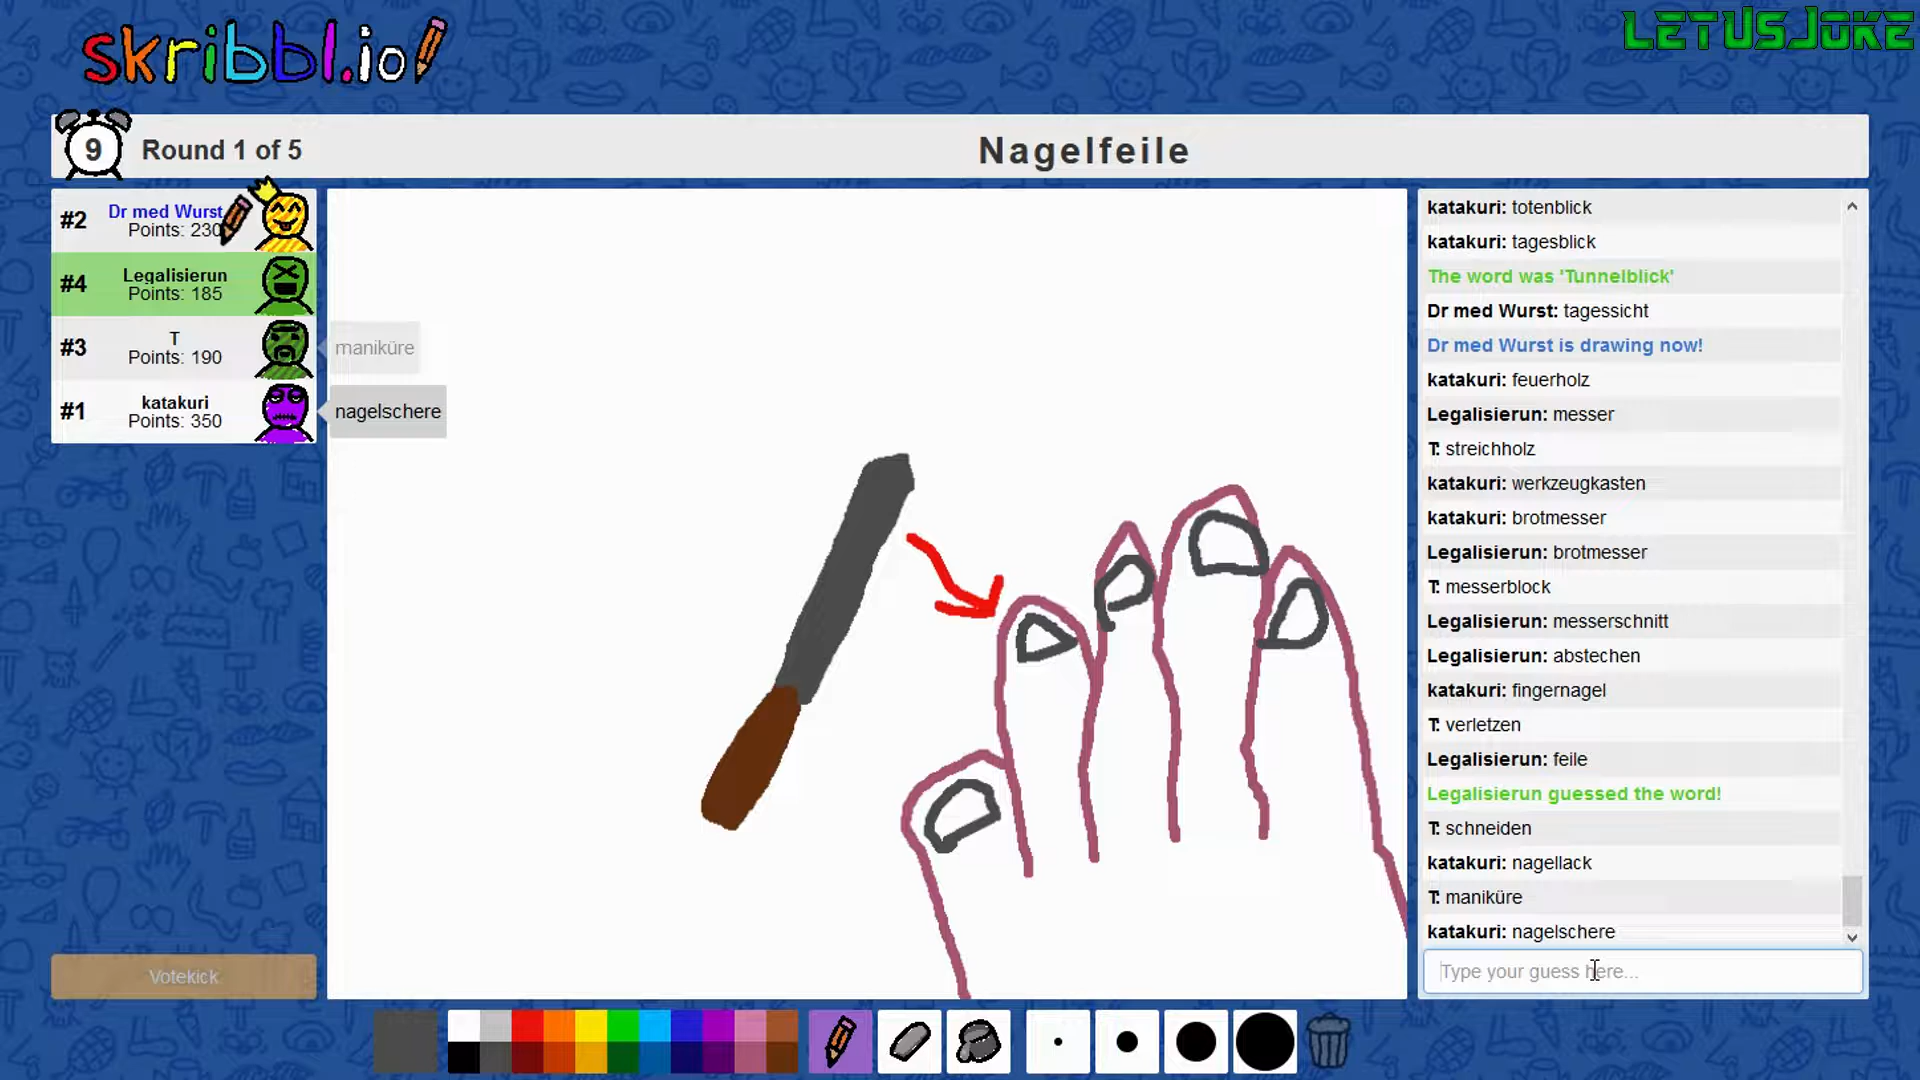 skribbl.io
LETUSJOKE
9
Round 1 of 5
Nagelfeile
#2
Dr med Wurst
Points: 230
#4
Legalisierun
Points: 185
#3
T
Points: 190
maniküre
#1
katakuri
Points: 350
nagelschere
katakuri: totenblick
katakuri: tagesblick
The word was 'Tunnelblick'
Dr med Wurst: tagessicht
Dr med Wurst is drawing now!
katakuri: feuerholz
Legalisierun: messer
T: streichholz
katakuri: werkzeugkasten
katakuri: brotmesser
Legalisierun: brotmesser
T: messerblock
Legalisierun: messerschnitt
Legalisierun: abstechen
katakuri: fingernagel
T: verletzen
Legalisierun: feile
Legalisierun guessed the word!
T: schneiden
katakuri: nagellack
T: maniküre
katakuri: nagelschere
Type your guess here...
Votekick